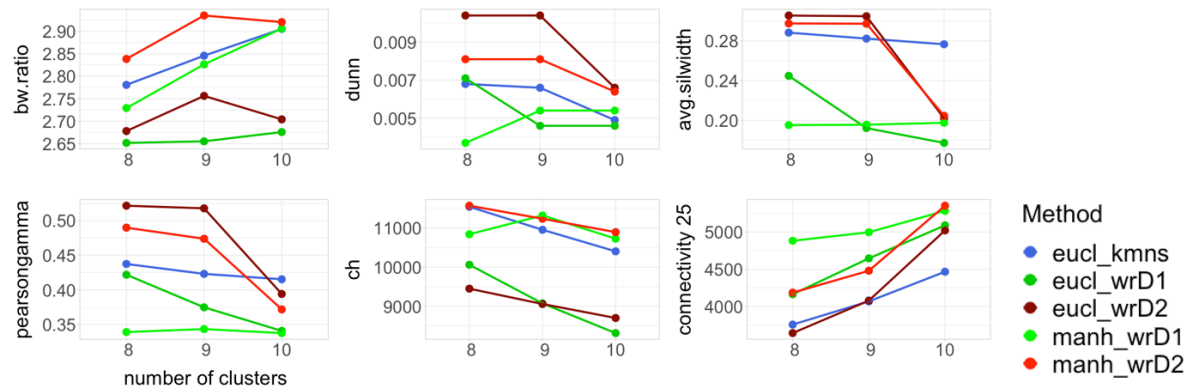 bw.ratio
2.90
2.85
2.80
2.75
2.70
2.65
8 9 10
dunn
0.009
0.007
0.005
8 9 10
avg.silwidth
0.28
0.24
0.20
8 9 10
pearsongamma
0.50
0.45
0.40
0.35
8 9 10
number of clusters
ch
11000
10000
9000
8 9 10
connectivity 25
5000
4500
4000
8 9 10
Method
eucl_kmns
eucl_wrD1
eucl_wrD2
manh_wrD1
manh_wrD2